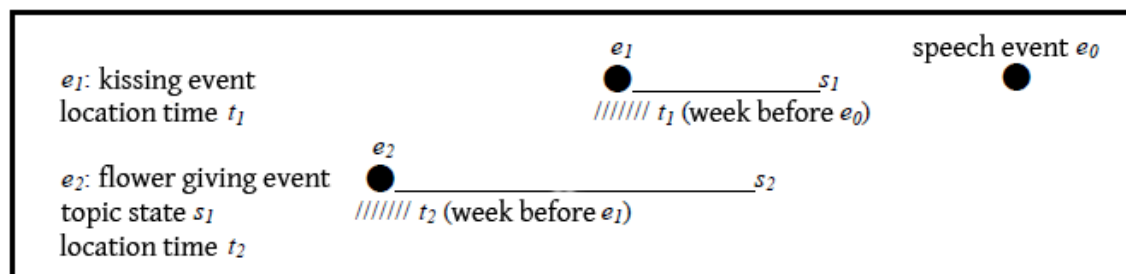 e1 speech event e0
e1: kissing event s1
location time t1 /////// t1 (week before e0)
e2
e2: flower giving event s2
topic state s1 /////// t2 (week before e1)
location time t2